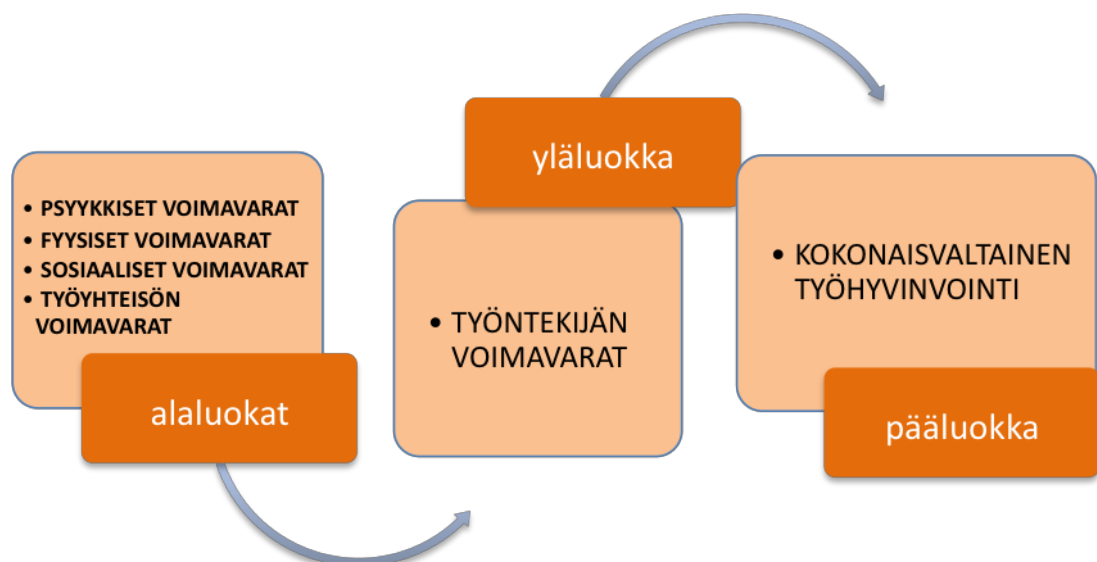 • PSYYKKISET VOIMAVARAT
• FYYSISET VOIMAVARAT
• SOSIAALISET VOIMAVARAT
• TYÖYHTEISÖN
VOIMAVARAT
alaluokat
yläluokka
• TYÖNTEKIJÄN
VOIMAVARAT
• KOKONAISVALTAINEN
TYÖHYVINVOINTI
pääluokka